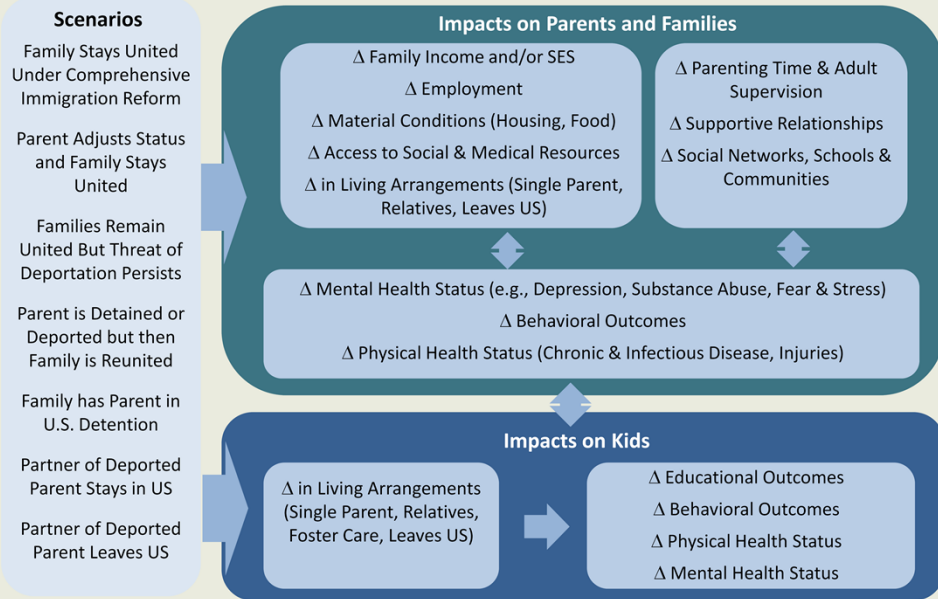 Scenarios
Family Stays United
Under Comprehensive
Immigration Reform
Parent Adjusts Status
and Family Stays
United
Families Remain
United But Threat of
Deportation Persists
Parent is Detained or
Deported but then
Family is Reunited
Family has Parent in
U.S. Detention
Partner of Deported
Parent Stays in US
Partner of Deported
Parent Leaves US
Impacts on Parents and Families
Δ Family Income and/or SES
Δ Employment
Δ Material Conditions (Housing, Food)
Δ Access to Social & Medical Resources
Δ in Living Arrangements (Single Parent,
Relatives, Leaves US)
Δ Parenting Time & Adult
Supervision
Δ Supportive Relationships
Δ Social Networks, Schools &
Communities
Δ Mental Health Status (e.g., Depression, Substance Abuse, Fear & Stress)
Δ Behavioral Outcomes
Δ Physical Health Status (Chronic & Infectious Disease, Injuries)
Impacts on Kids
Δ in Living Arrangements
(Single Parent, Relatives,
Foster Care, Leaves US)
Δ Educational Outcomes
Δ Behavioral Outcomes
Δ Physical Health Status
Δ Mental Health Status